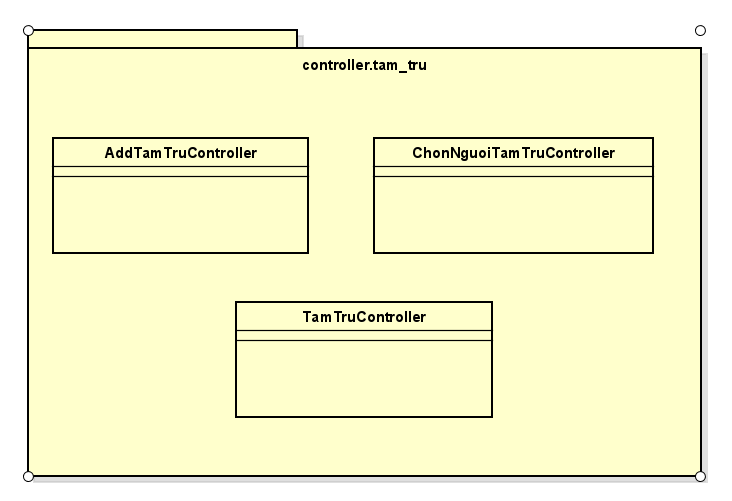 controller.tam_tru
AddTamTruController
ChonNguoiTamTruController
TamTruController